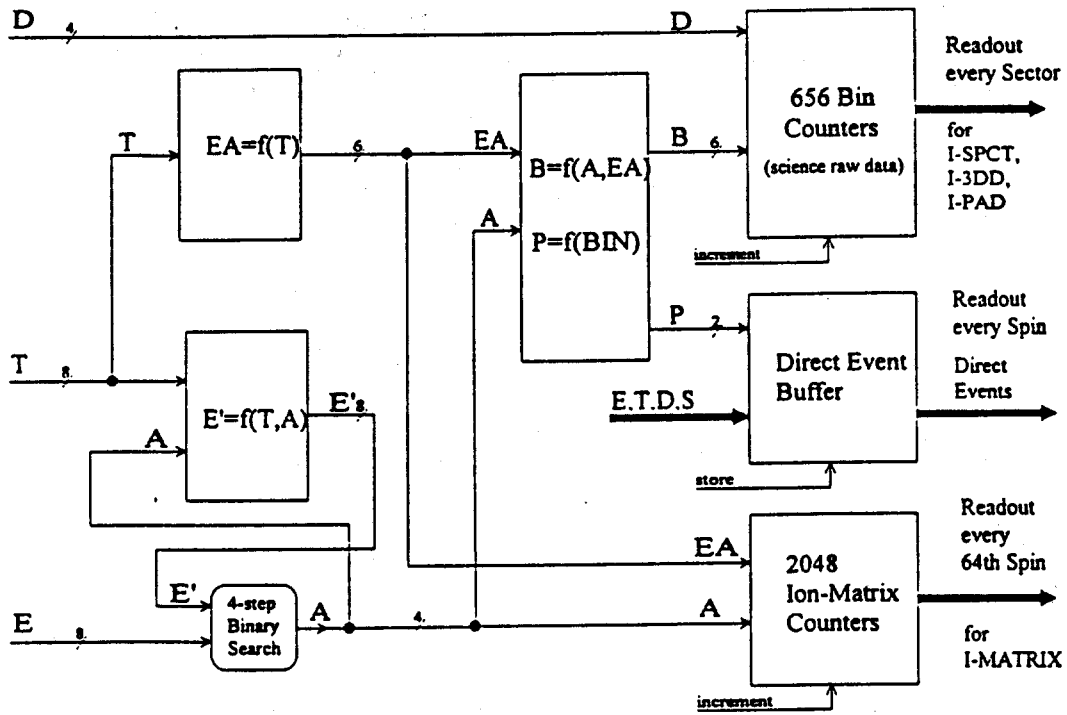 D
4
D
Readout
every Sector
656 Bin
Counters
(science raw data)
for
I-SPCT,
I-3DD,
I-PAD
T
EA=f(T)
6
EA
B=f(A,EA)
P=f(BIN)
B
6
A
increment
Readout
every Spin
P
2
Direct Event
Buffer
Direct
Events
T
8
E'=f(T,A)
E'
8
A
E.T.D.S
store
Readout
every
64th Spin
EA
2048
Ion-Matrix
Counters
E'
4-step
Binary
Search
A
4
A
E
8
for
I-MATRIX
increment